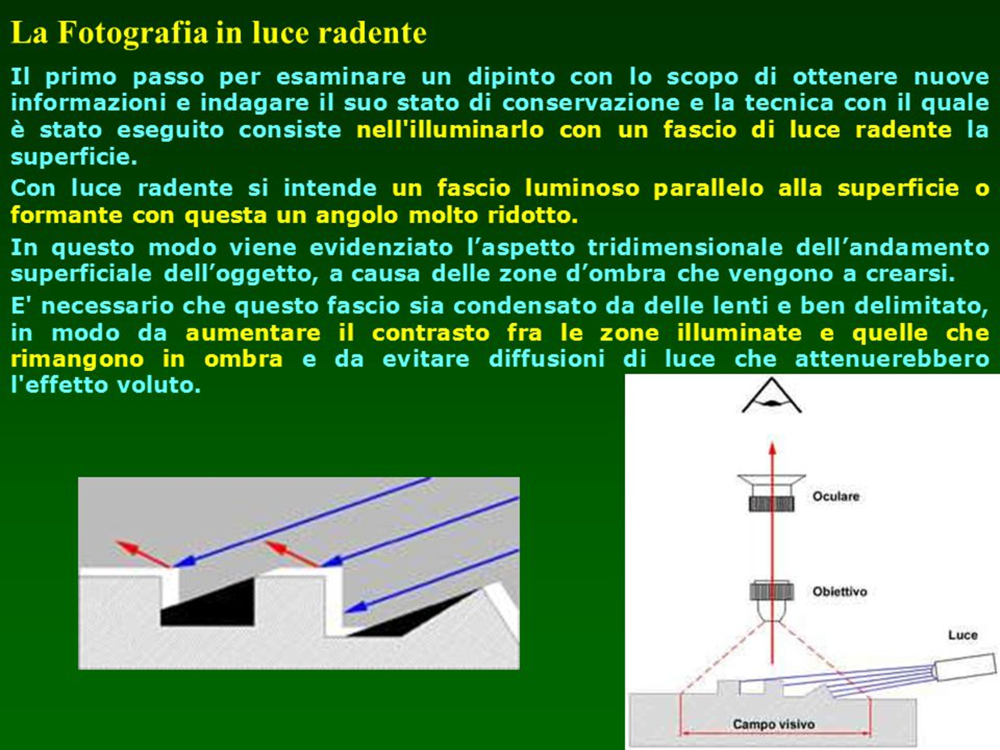 La Fotografia in luce radente
Il primo passo per esaminare un dipinto con lo scopo di ottenere nuove
informazioni e indagare il suo stato di conservazione e la tecnica con il quale
è stato eseguito consiste nell'illuminarlo con un fascio di luce radente la
superficie.
Con luce radente si intende un fascio luminoso parallelo alla superficie o
formante con questa un angolo molto ridotto.
In questo modo viene evidenziato l’aspetto tridimensionale dell’andamento
superficiale dell’oggetto, a causa delle zone d’ombra che vengono a crearsi.
E' necessario che questo fascio sia condensato da delle lenti e ben delimitato,
in modo da aumentare il contrasto fra le zone illuminate e quelle che
rimangono in ombra e da evitare diffusioni di luce che attenuerebbero
l'effetto voluto.
Oculare
Obiettivo
Luce
Campo visivo